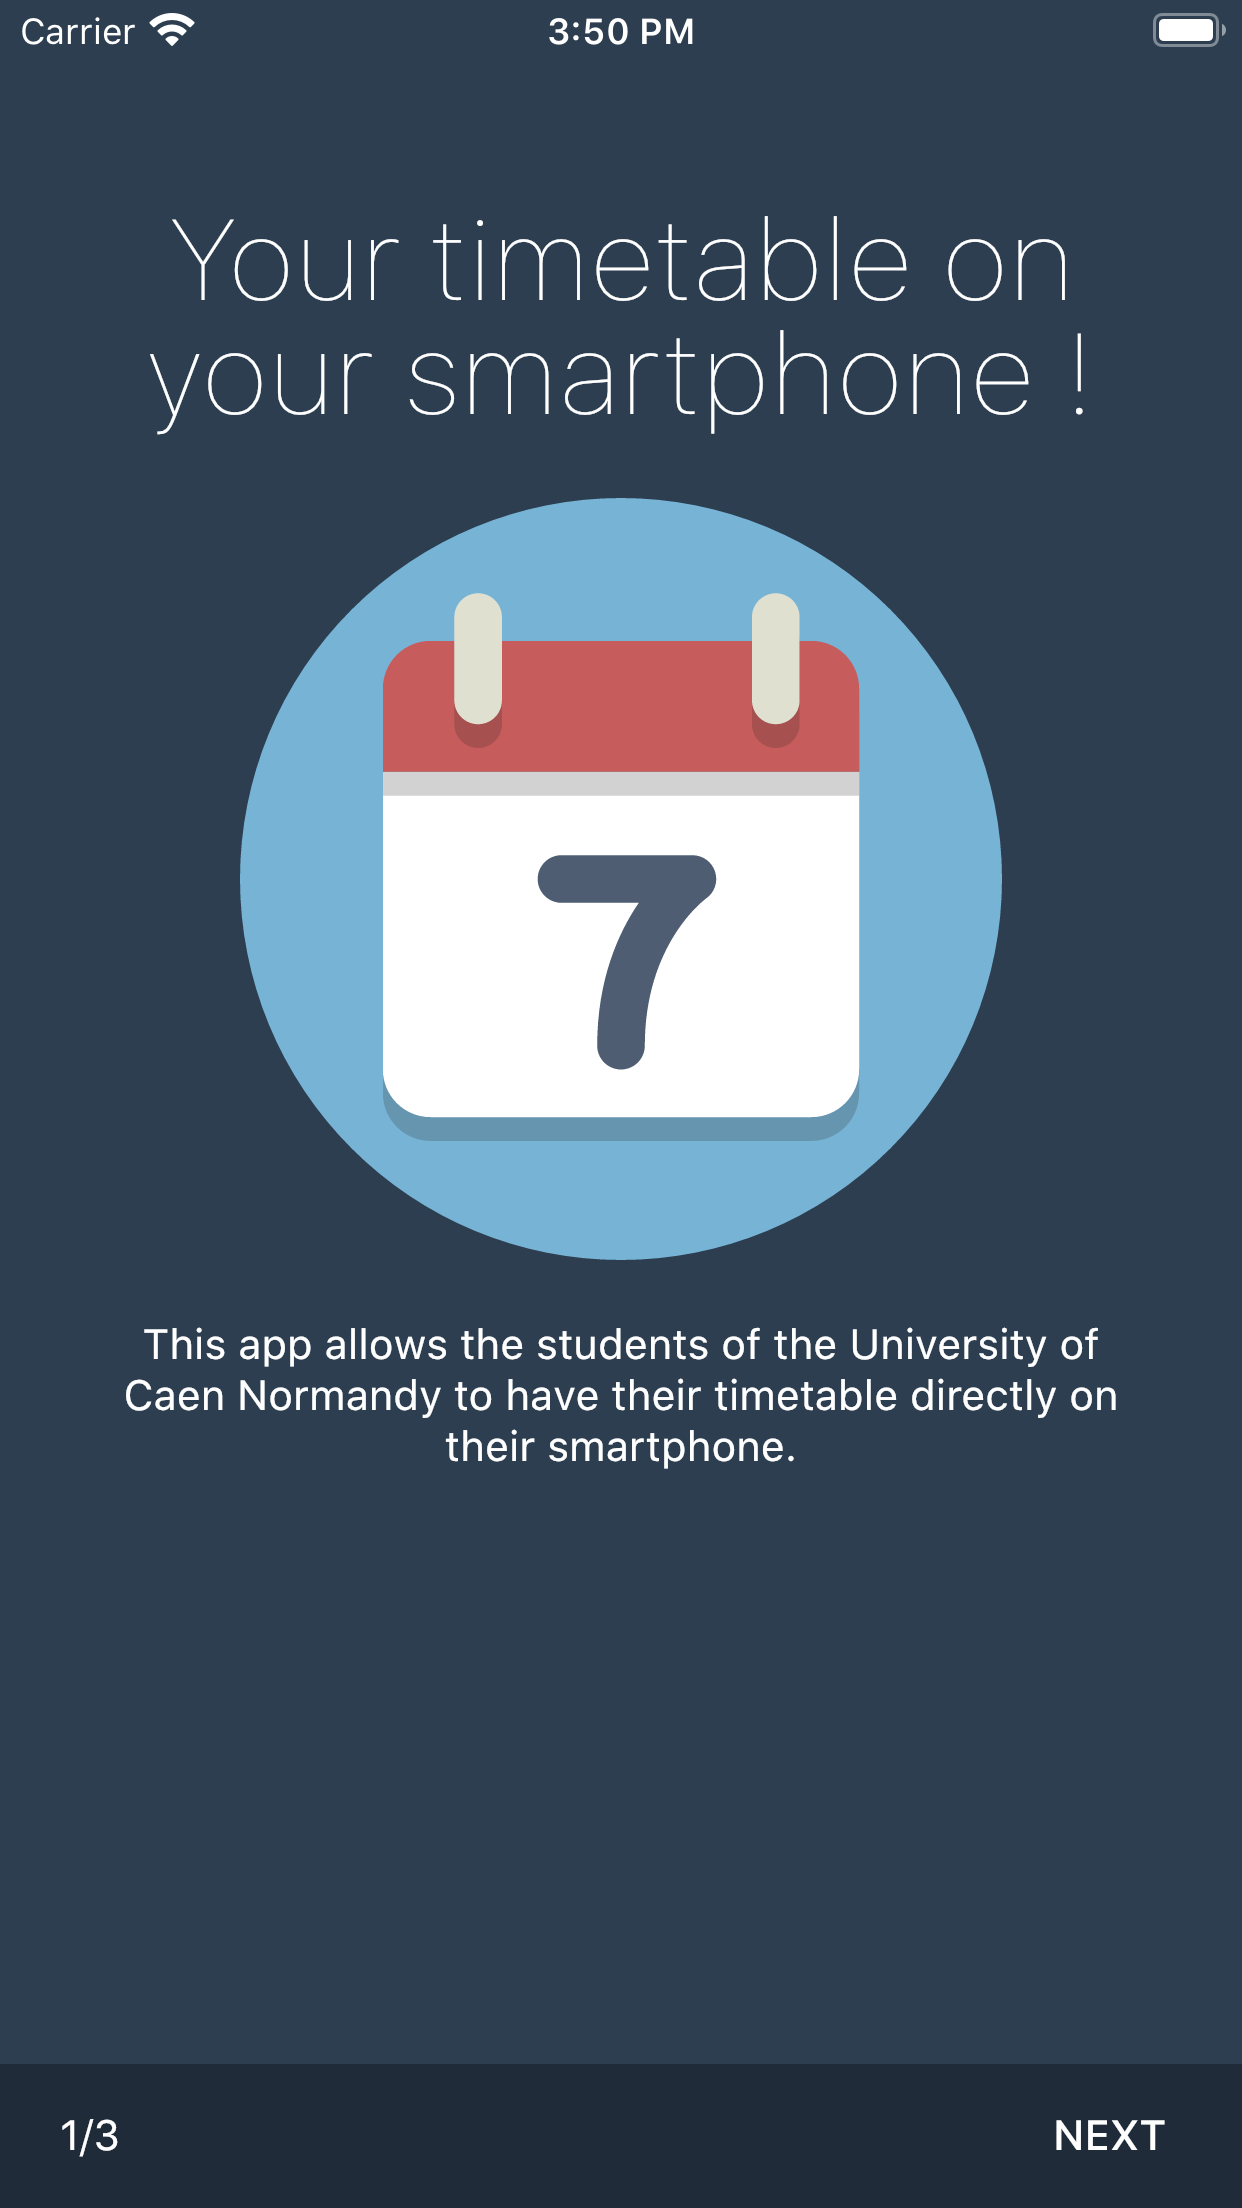 Carrier 3:50 PM
Your timetable on
your smartphone !
7
This app allows the students of the University of
Caen Normandy to have their timetable directly on
their smartphone.
1/3 NEXT